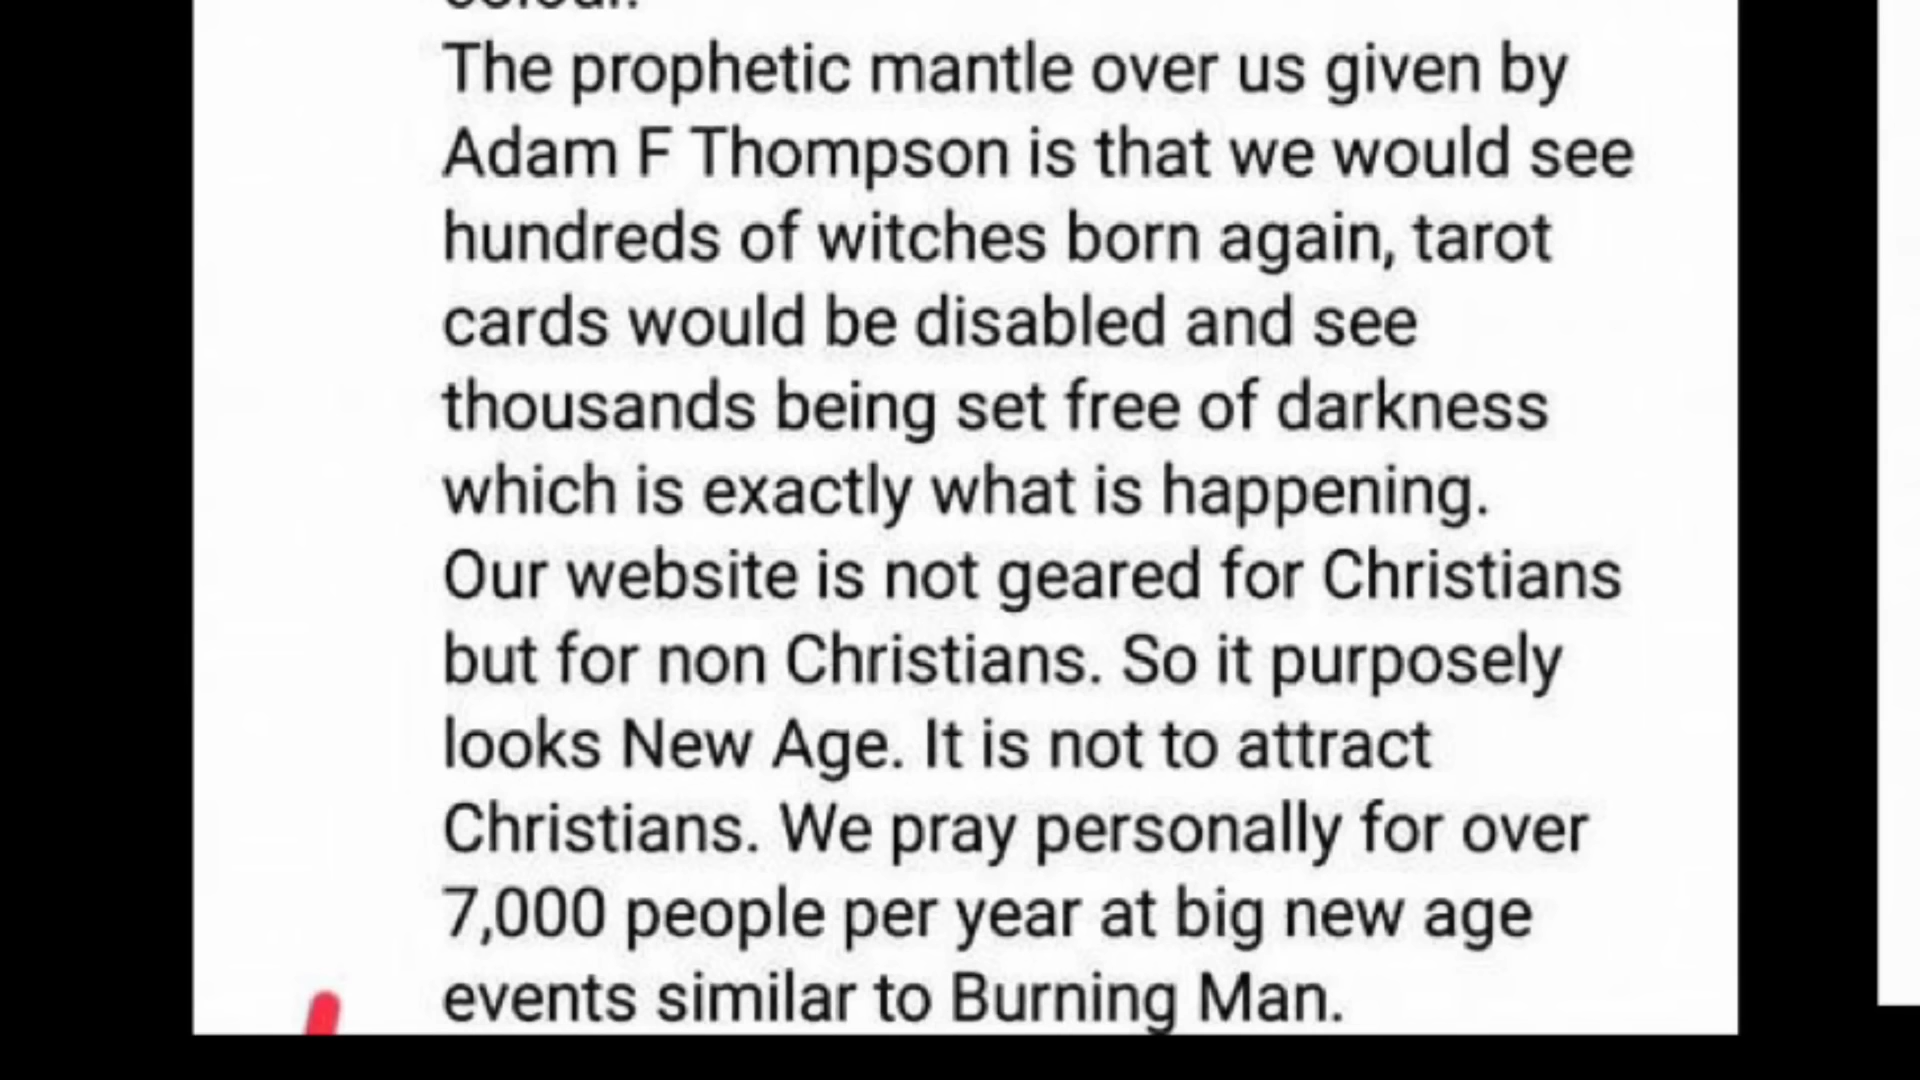 colour.
The prophetic mantle over us given by
Adam F Thompson is that we would see
hundreds of witches born again, tarot
cards would be disabled and see
thousands being set free of darkness
which is exactly what is happening.
Our website is not geared for Christians
but for non Christians. So it purposely
looks New Age. It is not to attract
Christians. We pray personally for over
7,000 people per year at big new age
events similar to Burning Man.